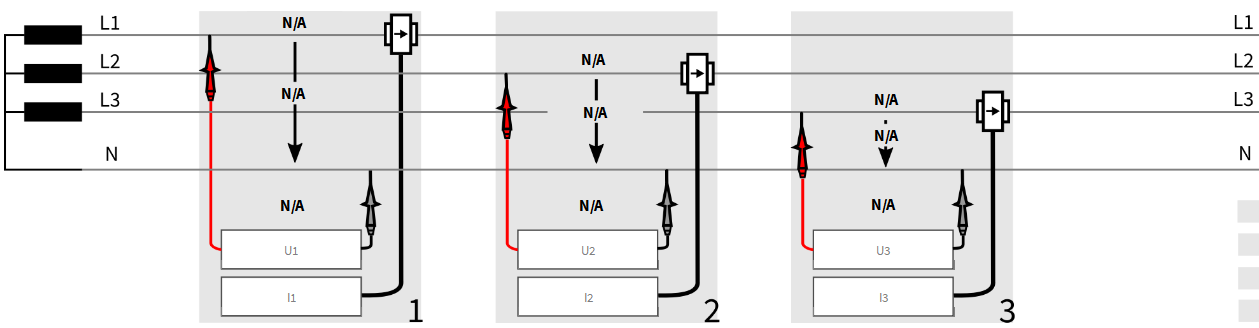 L1 N/A L1
L2 N/A L2
L3 N/A N/A N/A L3
N/A
N N
N/A N/A N/A
U1 U2 U3
I1 I2 I3
1 2 3